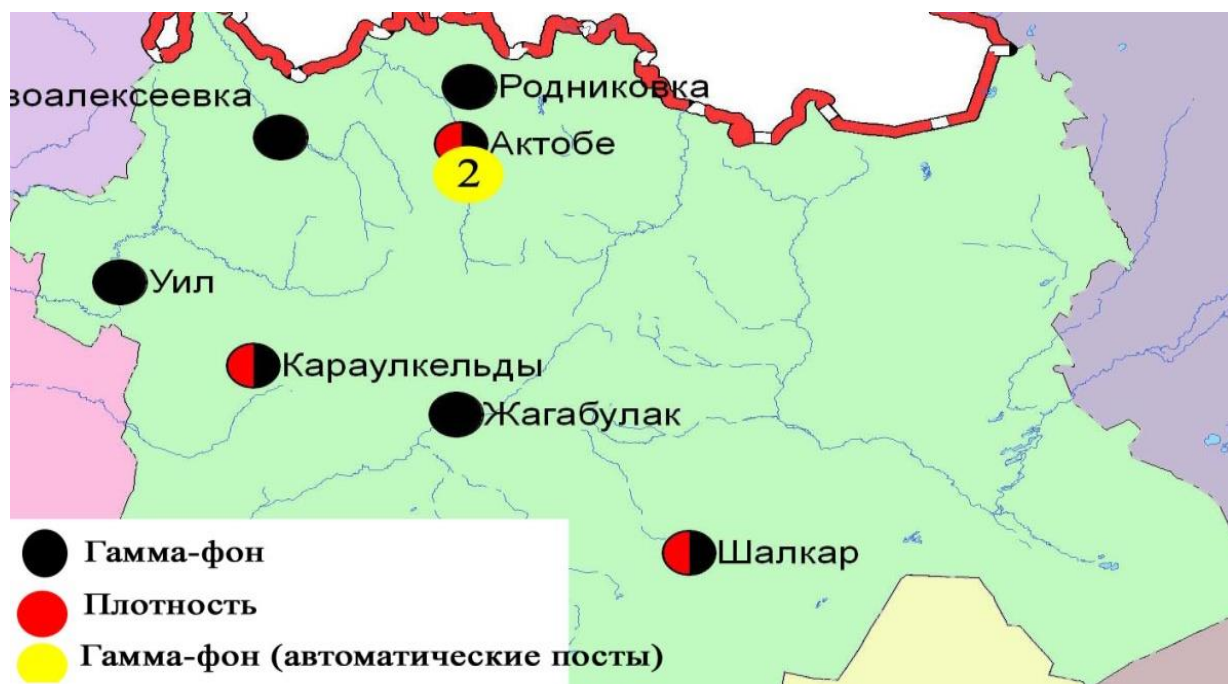 Родниковка
воалексеевка
Актобе
2
Уил
Караулкельды
Жагабулак
Шалкар
Гамма-фон
Плотность
Гамма-фон (автоматические посты)